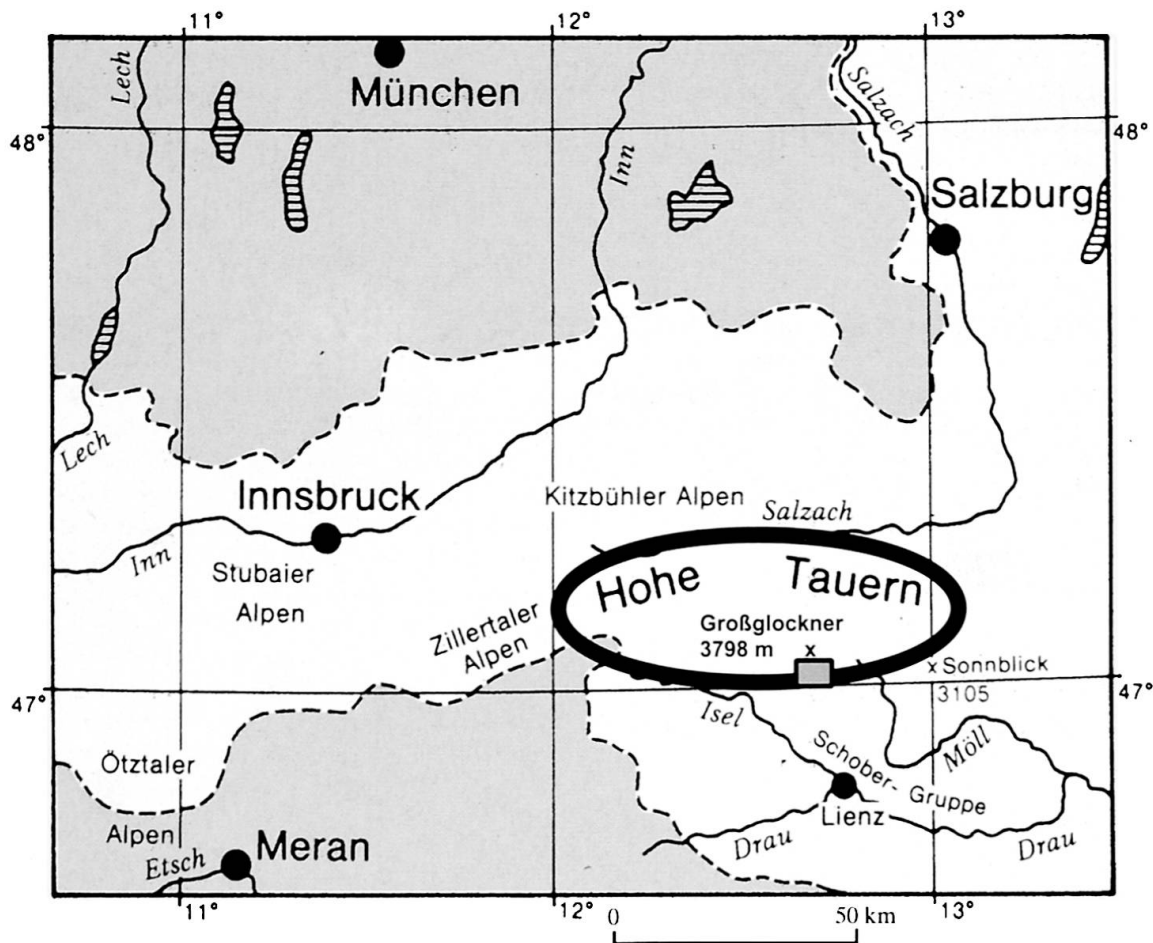 11°
12°
13°
Lech
München
Inn
Salzach
48°
48°
Salzburg
Lech
Innsbruck
Kitzbühler Alpen
Salzach
Inn
Stubaier
Alpen
Hohe Tauern
Zillertaler
Alpen
Großglockner
3798 m x
x Sonnblick
3105
47°
47°
Isel
Möll
Ötztaler
Alpen
Schober-Gruppe
Lienz
Drau
Drau
Etsch
Meran
11°
12°
13°
0 50 km